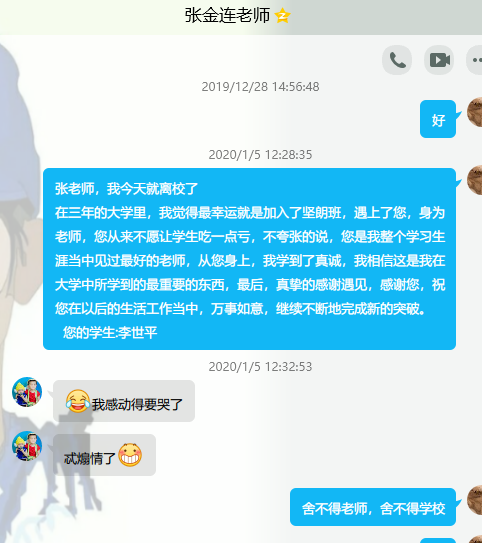 张金连老师
2019/12/28 14:56:48
好
2020/1/5 12:28:35
张老师，我今天就离校了
在三年的大学里，我觉得最幸运就是加入了坚朗班，遇上了您，身为
老师，您从来不愿让学生吃一点亏，不夸张的说，您是我整个学习生
涯当中见过最好的老师，从您身上，我学到了真诚，我相信这是我在
大学中所学到的最重要的东西，最后，真挚的感谢遇见，感谢您，祝
您在以后的生活工作当中，万事如意，继续不断地完成新的突破。
您的学生:李世平
2020/1/5 12:32:53
我感动得要哭了
忒煽情了
舍不得老师，舍不得学校